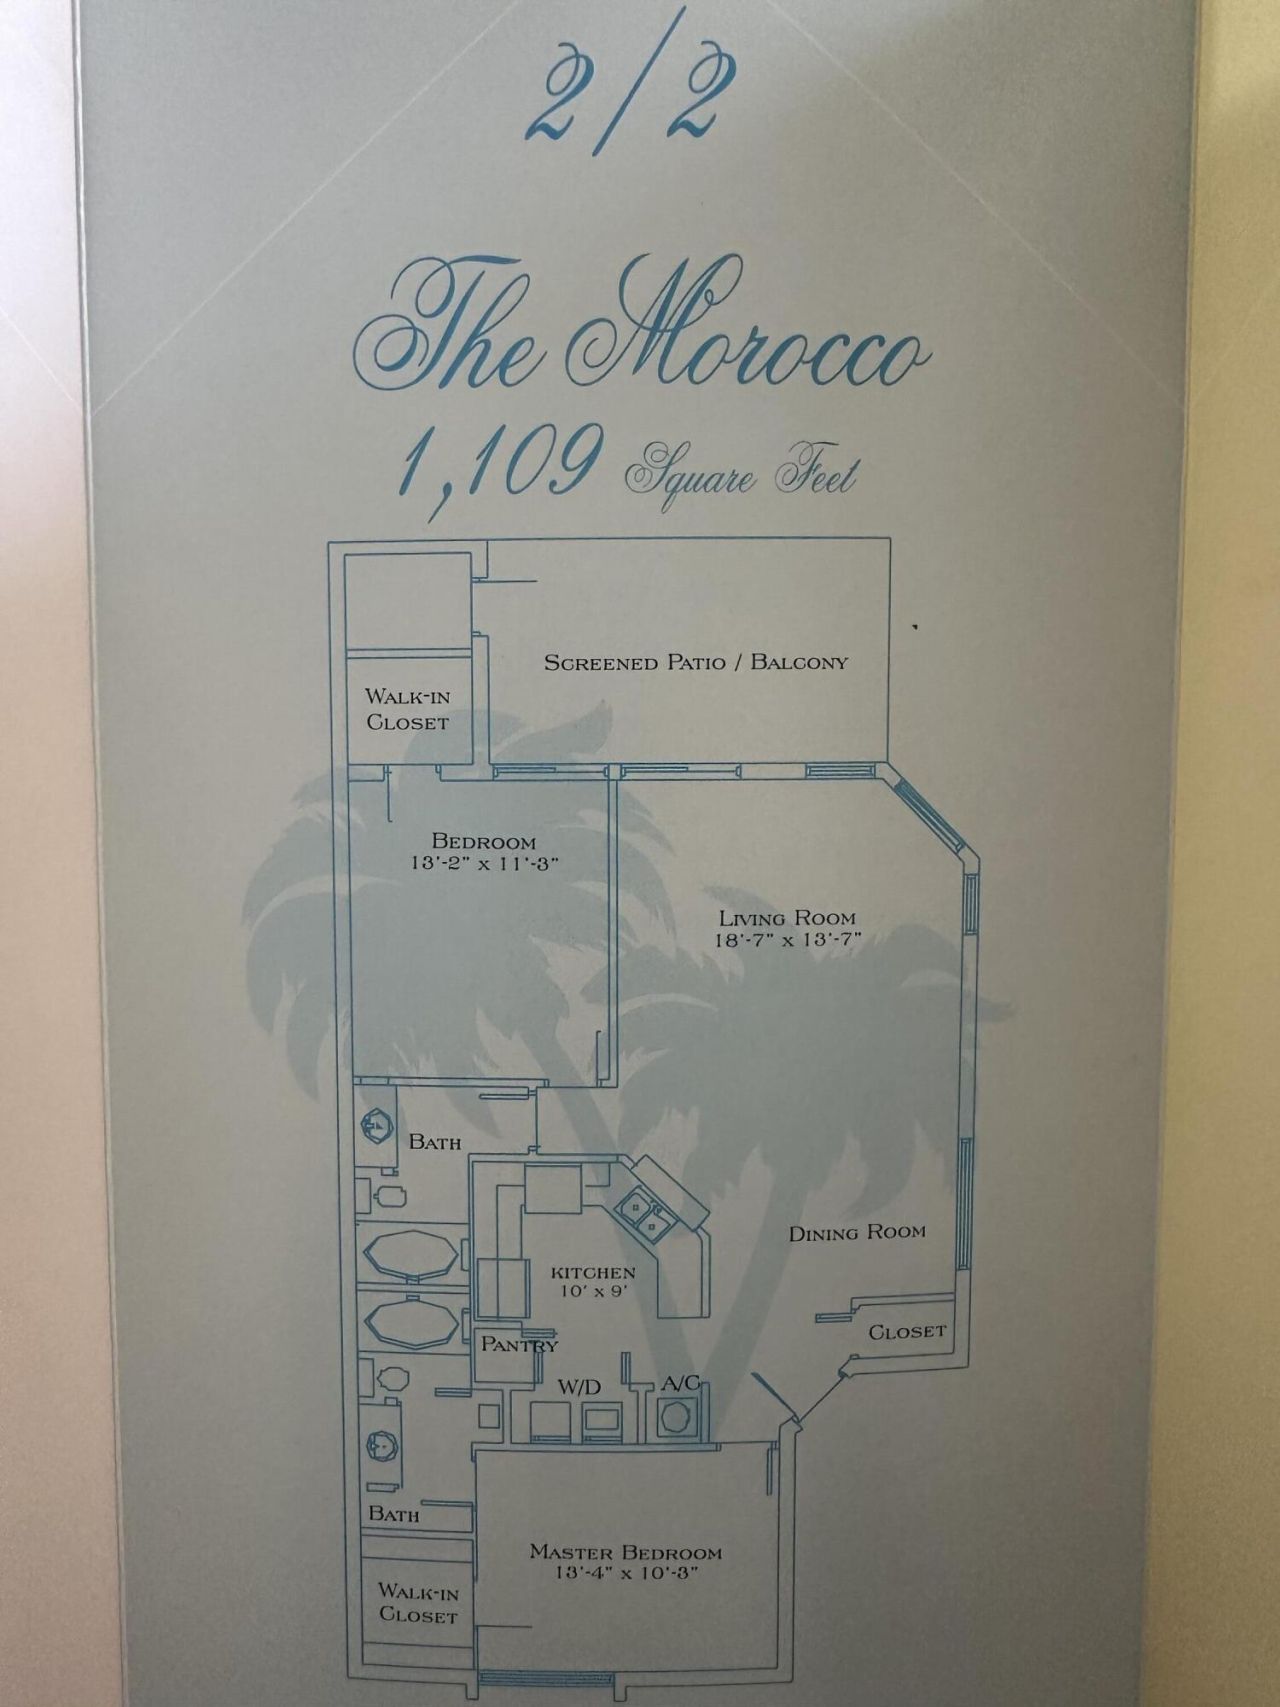 2/2
The Morocco
1,109 Square Feet
SCREENED PATIO / BALCONY
WALK-IN
CLOSET
BEDROOM
13'-2" x 11'-3"
LIVING ROOM
18'-7" x 13'-7"
BATH
DINING ROOM
KITCHEN
10' x 9'
CLOSET
PANTRY
W/D
A/C
BATH
MASTER BEDROOM
13'-4" x 10'-3"
WALK-IN
CLOSET